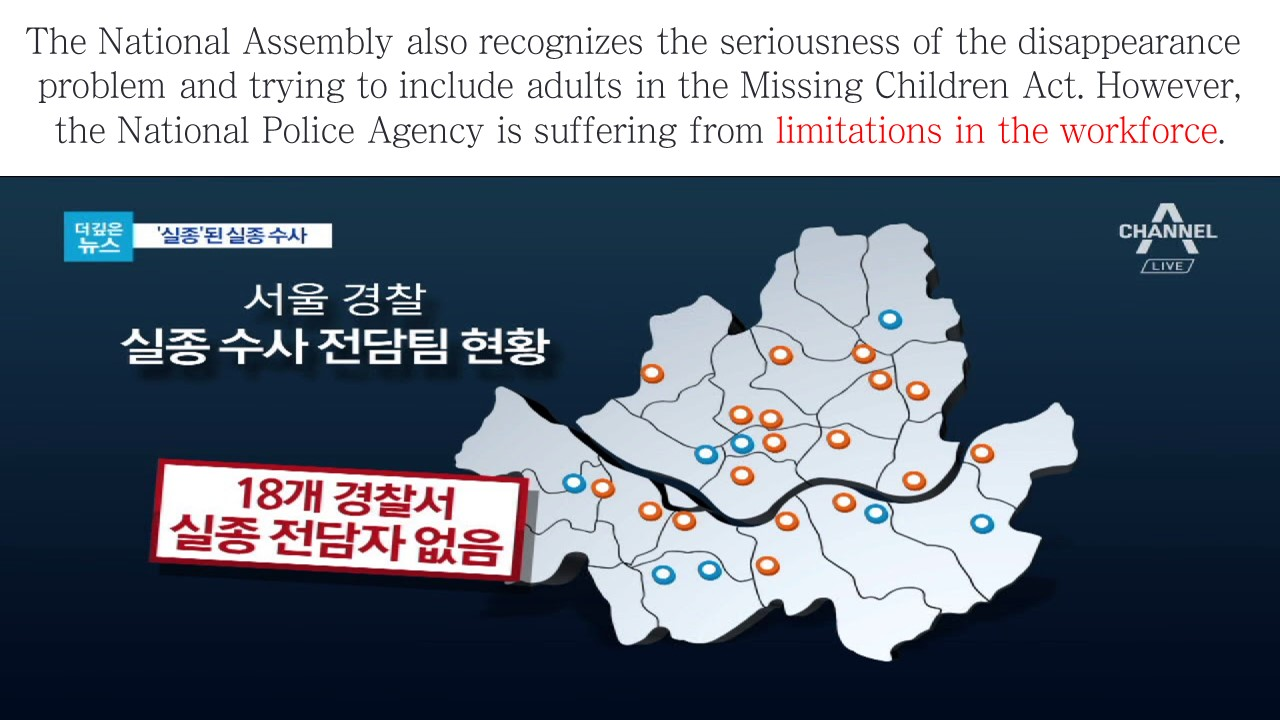 The National Assembly also recognizes the seriousness of the disappearance
problem and trying to include adults in the Missing Children Act. However,
the National Police Agency is suffering from limitations in the workforce.
더깊은
뉴스
'실종'된 실종 수사
CHANNEL
LIVE
서울 경찰
실종 수사 전담팀 현황
18개 경찰서
실종 전담자 없음